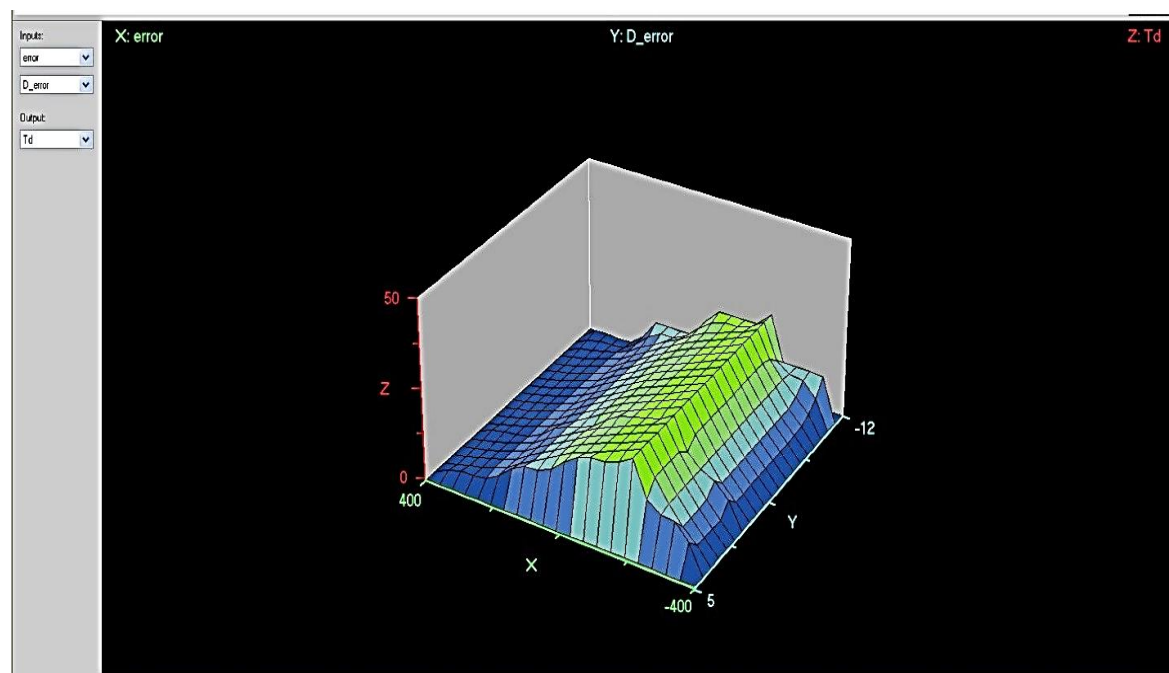 Inputs:
error
D_error
Output:
Td
X: error
Y: D_error
Z: Td
50
Z
0
400
X
-400
5
Y
-12